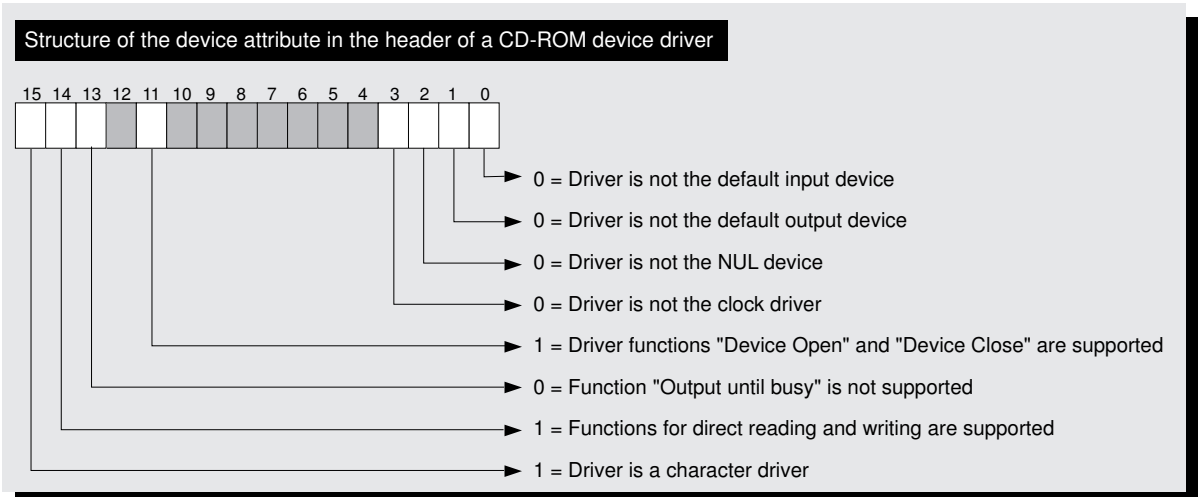 Structure of the device attribute in the header of a CD-ROM device driver
15 14 13 12 11 10 9 8 7 6 5 4 3 2 1 0
0 = Driver is not the default input device
0 = Driver is not the default output device
0 = Driver is not the NUL device
0 = Driver is not the clock driver
1 = Driver functions "Device Open" and "Device Close" are supported
0 = Function "Output until busy" is not supported
1 = Functions for direct reading and writing are supported
1 = Driver is a character driver